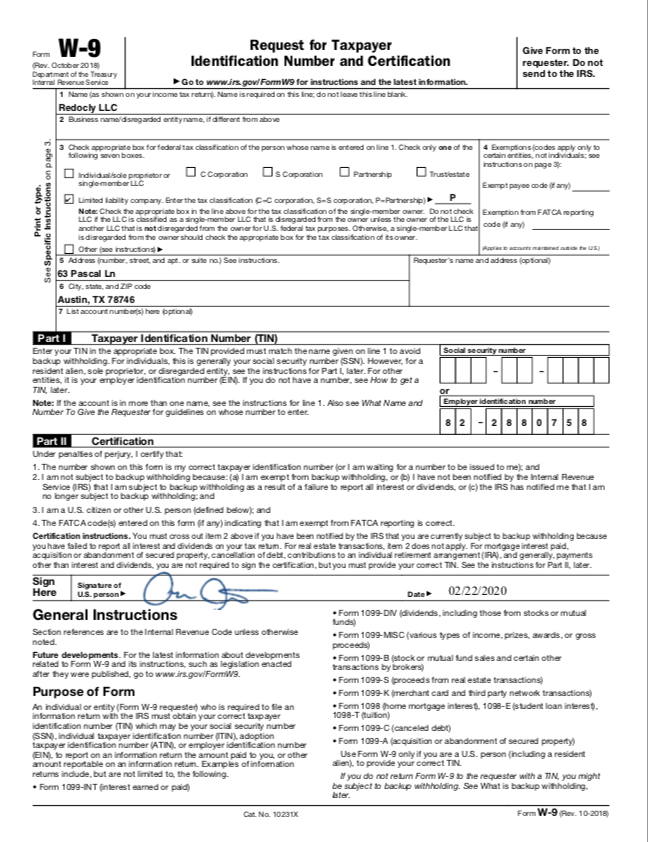 Form W-9
(Rev. October 2018)
Department of the Treasury
Internal Revenue Service
Request for Taxpayer
Identification Number and Certification
▶ Go to www.irs.gov/FormW9 for instructions and the latest information.
Give Form to the
requester. Do not
send to the IRS.
Print or type.
See Specific Instructions on page 3.
1 Name (as shown on your income tax return). Name is required on this line; do not leave this line blank.
Redocly LLC
2 Business name/disregarded entity name, if different from above
3 Check appropriate box for federal tax classification of the person whose name is entered on line 1. Check only one of the
following seven boxes.
Individual/sole proprietor or
single-member LLC
C Corporation
S Corporation
Partnership
Trust/estate
Limited liability company. Enter the tax classification (C=C corporation, S=S corporation, P=Partnership) ▶ P
Note: Check the appropriate box in the line above for the tax classification of the single-member owner. Do not check
LLC if the LLC is classified as a single-member LLC that is disregarded from the owner unless the owner of the LLC is
another LLC that is not disregarded from the owner for U.S. federal tax purposes. Otherwise, a single-member LLC that
is disregarded from the owner should check the appropriate box for the tax classification of its owner.
Other (see instructions) ▶
4 Exemptions (codes apply only to
certain entities, not individuals; see
instructions on page 3):
Exempt payee code (if any)
Exemption from FATCA reporting
code (if any)
(Applies to accounts maintained outside the U.S.)
5 Address (number, street, and apt. or suite no.) See instructions.
63 Pascal Ln
Requester's name and address (optional)
6 City, state, and ZIP code
Austin, TX 78746
7 List account number(s) here (optional)
Part I Taxpayer Identification Number (TIN)
Enter your TIN in the appropriate box. The TIN provided must match the name given on line 1 to avoid
backup withholding. For individuals, this is generally your social security number (SSN). However, for a
resident alien, sole proprietor, or disregarded entity, see the instructions for Part I, later. For other
entities, it is your employer identification number (EIN). If you do not have a number, see How to get a
TIN, later.
Note: If the account is in more than one name, see the instructions for line 1. Also see What Name and
Number To Give the Requester for guidelines on whose number to enter.
Social security number
– –
or
Employer identification number
8 2 – 2 8 8 0 7 5 8
Part II Certification
Under penalties of perjury, I certify that:
1. The number shown on this form is my correct taxpayer identification number (or I am waiting for a number to be issued to me); and
2. I am not subject to backup withholding because: (a) I am exempt from backup withholding, or (b) I have not been notified by the Internal Revenue
Service (IRS) that I am subject to backup withholding as a result of a failure to report all interest or dividends, or (c) the IRS has notified me that I am
no longer subject to backup withholding; and
3. I am a U.S. citizen or other U.S. person (defined below); and
4. The FATCA code(s) entered on this form (if any) indicating that I am exempt from FATCA reporting is correct.
Certification instructions. You must cross out item 2 above if you have been notified by the IRS that you are currently subject to backup withholding because
you have failed to report all interest and dividends on your tax return. For real estate transactions, item 2 does not apply. For mortgage interest paid,
acquisition or abandonment of secured property, cancellation of debt, contributions to an individual retirement arrangement (IRA), and generally, payments
other than interest and dividends, you are not required to sign the certification, but you must provide your correct TIN. See the instructions for Part II, later.
Sign
Here
Signature of
U.S. person ▶
Date ▶ 02/22/2020
General Instructions
Section references are to the Internal Revenue Code unless otherwise
noted.
Future developments. For the latest information about developments
related to Form W-9 and its instructions, such as legislation enacted
after they were published, go to www.irs.gov/FormW9.
Purpose of Form
An individual or entity (Form W-9 requester) who is required to file an
information return with the IRS must obtain your correct taxpayer
identification number (TIN) which may be your social security number
(SSN), individual taxpayer identification number (ITIN), adoption
taxpayer identification number (ATIN), or employer identification number
(EIN), to report on an information return the amount paid to you, or other
amount reportable on an information return. Examples of information
returns include, but are not limited to, the following.
• Form 1099-INT (interest earned or paid)
• Form 1099-DIV (dividends, including those from stocks or mutual
funds)
• Form 1099-MISC (various types of income, prizes, awards, or gross
proceeds)
• Form 1099-B (stock or mutual fund sales and certain other
transactions by brokers)
• Form 1099-S (proceeds from real estate transactions)
• Form 1099-K (merchant card and third party network transactions)
• Form 1098 (home mortgage interest), 1098-E (student loan interest),
1098-T (tuition)
• Form 1099-C (canceled debt)
• Form 1099-A (acquisition or abandonment of secured property)
Use Form W-9 only if you are a U.S. person (including a resident
alien), to provide your correct TIN.
If you do not return Form W-9 to the requester with a TIN, you might
be subject to backup withholding. See What is backup withholding,
later.
Cat. No. 10231X
Form W-9 (Rev. 10-2018)